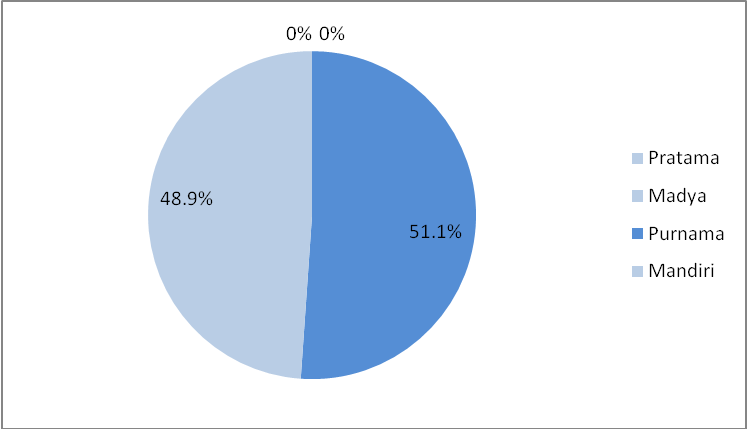 0% 0%
48.9%
51.1%
Pratama
Madya
Purnama
Mandiri